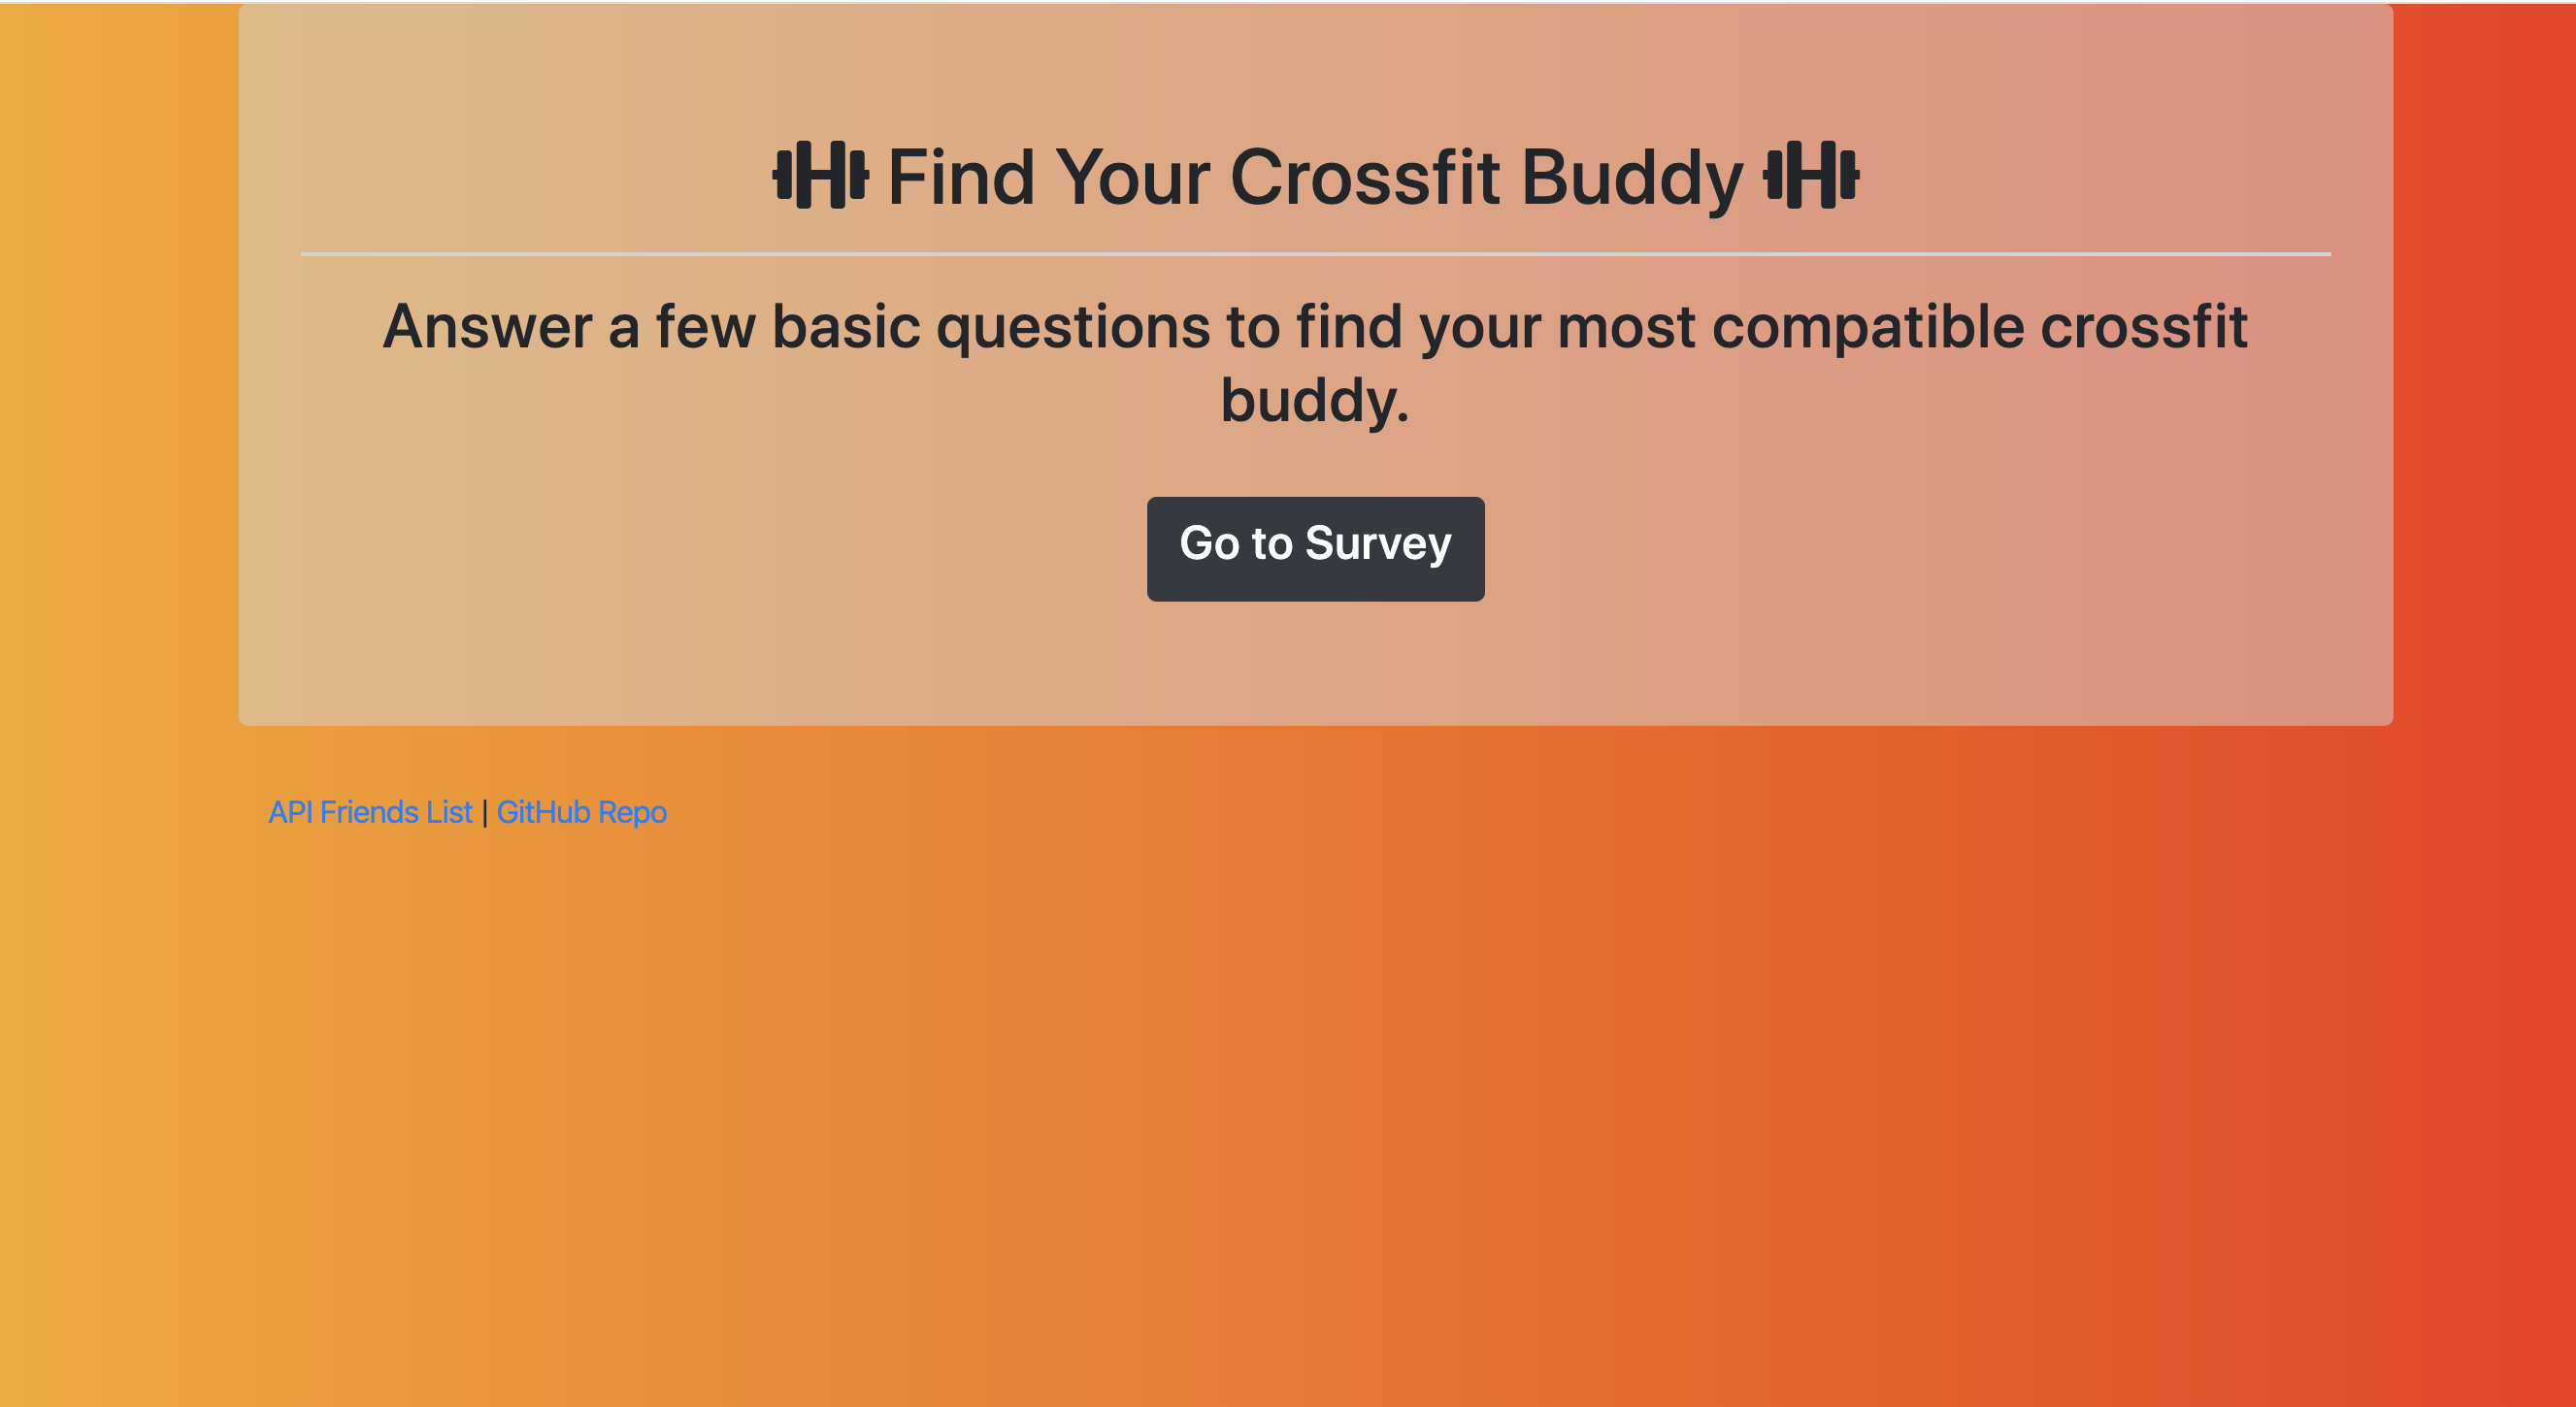 Find Your Crossfit Buddy
Answer a few basic questions to find your most compatible crossfit
buddy.
Go to Survey
API Friends List | GitHub Repo